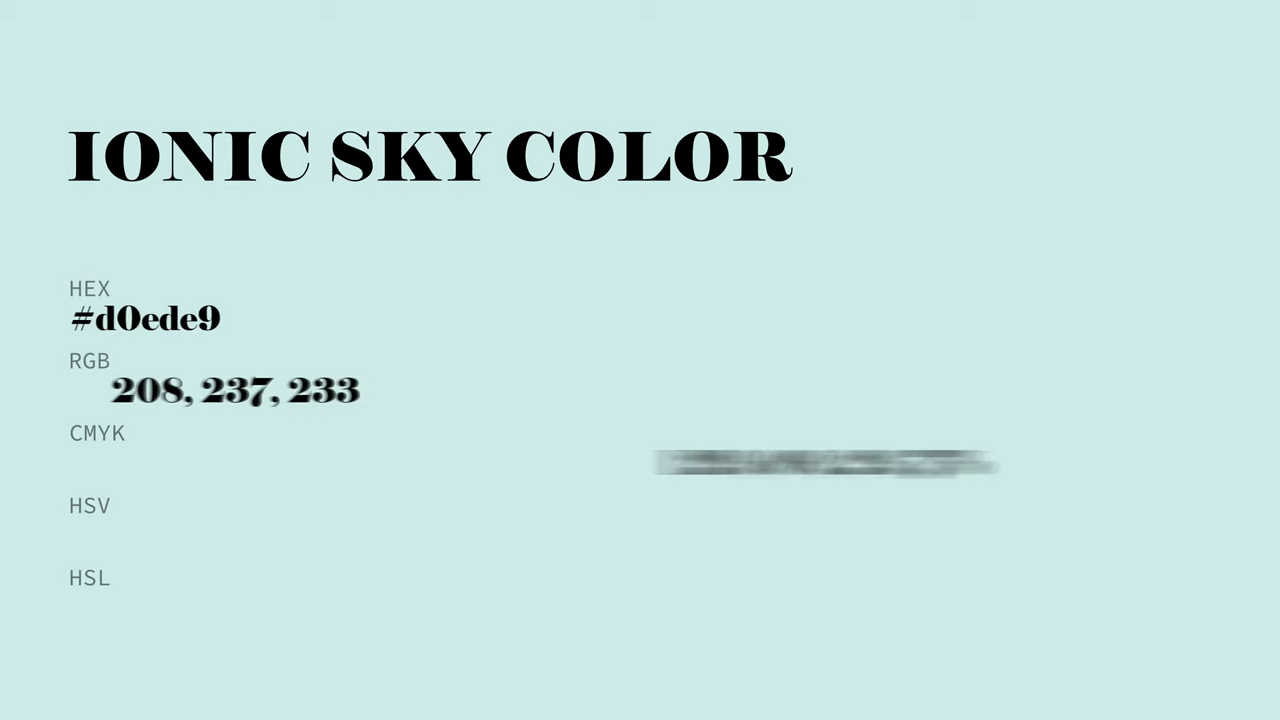 IONIC SKY COLOR
HEX
#d0ede9
RGB
208, 237, 233
CMYK
HSV
HSL